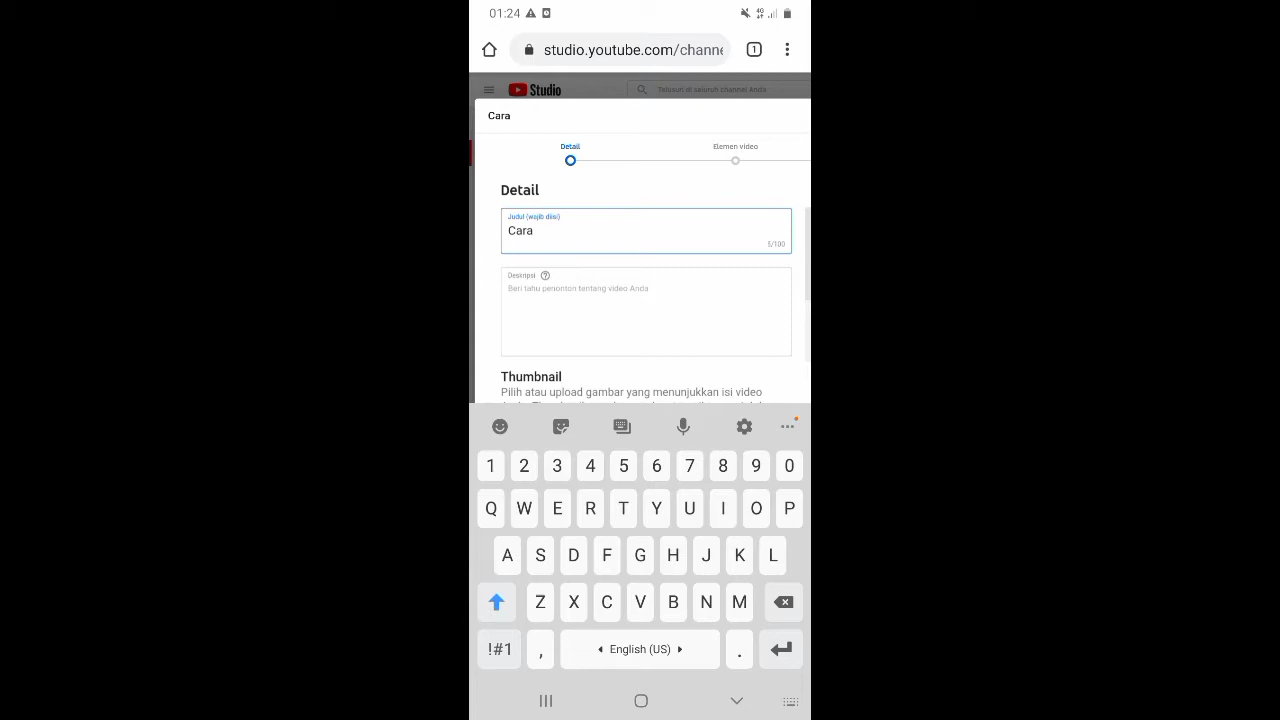 01:24
4G
studio.youtube.com/channe
1
Studio
Telusuri di seluruh channel Anda
Cara
Detail
Elemen video
Detail
Judul (wajib diisi)
Cara
5/100
Deskripsi
Beri tahu penonton tentang video Anda
Thumbnail
Pilih atau upload gambar yang menunjukkan isi video
1 2 3 4 5 6 7 8 9 0
Q W E R T Y U I O P
A S D F G H J K L
Z X C V B N M
!#1 , English (US) .